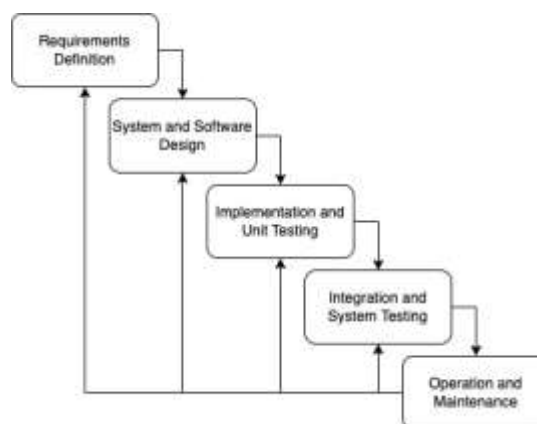 Requirements
Definition
System and Software
Design
Implementation and
Unit Testing
Integration and
System Testing
Operation and
Maintenance